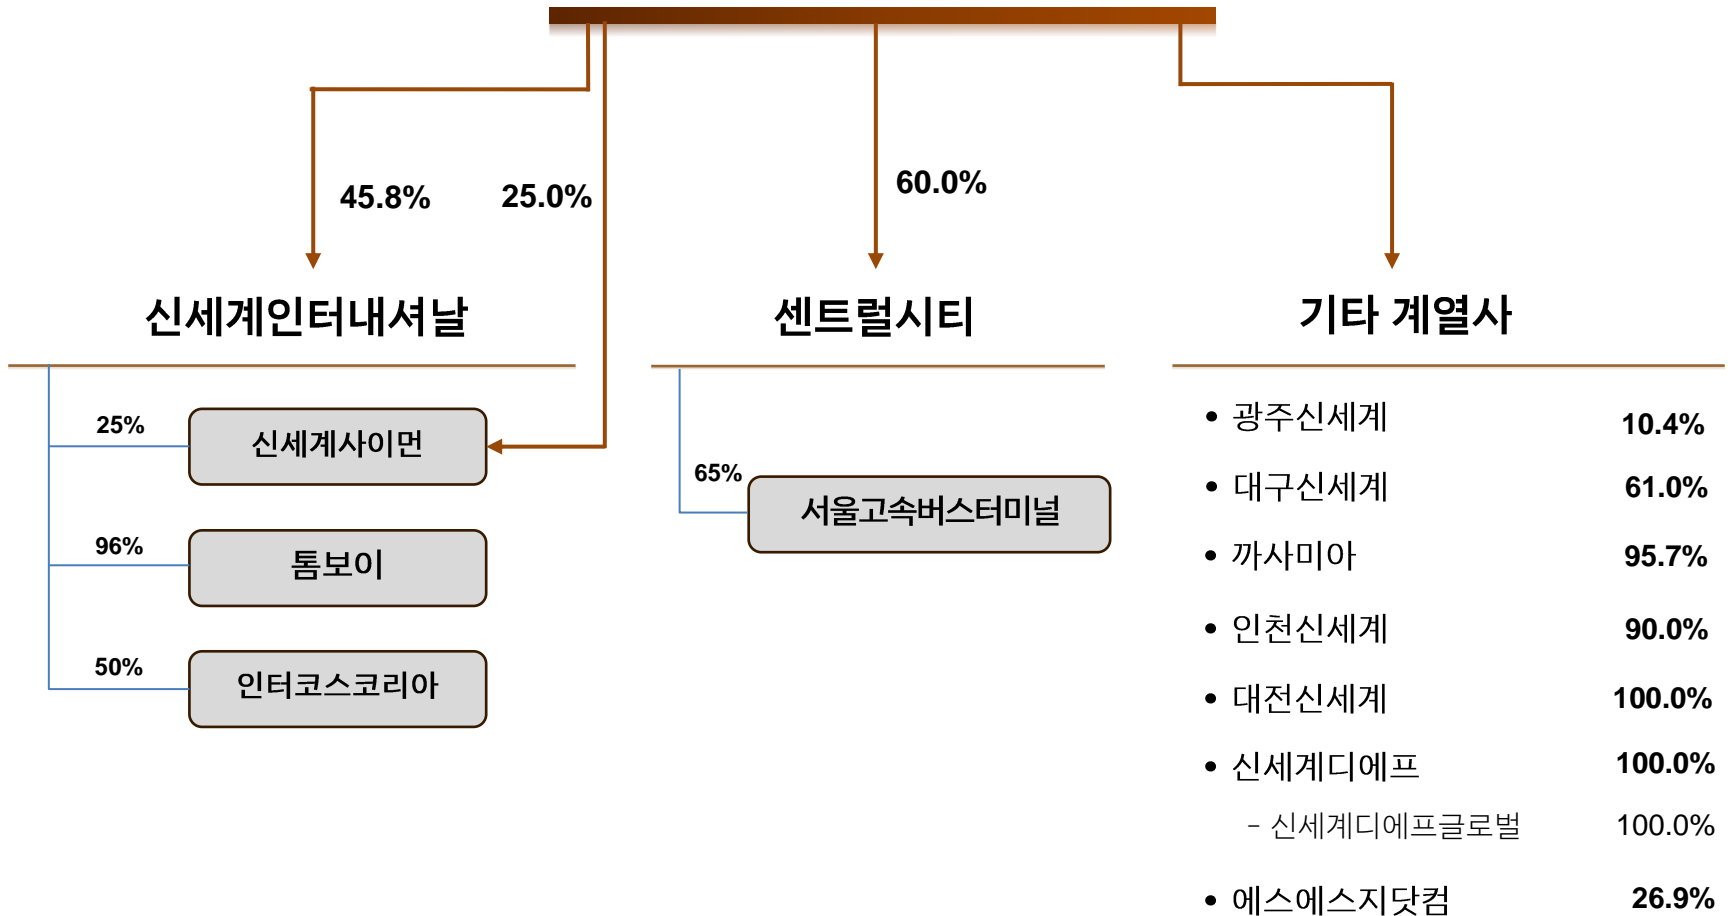 45.8%
25.0%
60.0%
신세계인터내셔날
25%
신세계사이먼
96%
톰보이
50%
인터코스코리아
센트럴시티
65%
서울고속버스터미널
기타 계열사
• 광주신세계 10.4%
• 대구신세계 61.0%
• 까사미아 95.7%
• 인천신세계 90.0%
• 대전신세계 100.0%
• 신세계디에프 100.0%
- 신세계디에프글로벌 100.0%
• 에스에스지닷컴 26.9%